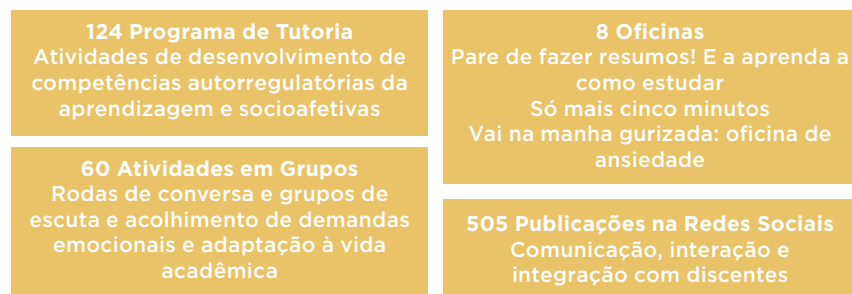 124 Programa de Tutoria
Atividades de desenvolvimento de
competências autorregulatórias da
aprendizagem e socioafetivas
60 Atividades em Grupos
Rodas de conversa e grupos de
escuta e acolhimento de demandas
emocionais e adaptação à vida
acadêmica
8 Oficinas
Pare de fazer resumos! E a aprenda a
como estudar
Só mais cinco minutos
Vai na manha gurizada: oficina de
ansiedade
505 Publicações na Redes Sociais
Comunicação, interação e
integração com discentes